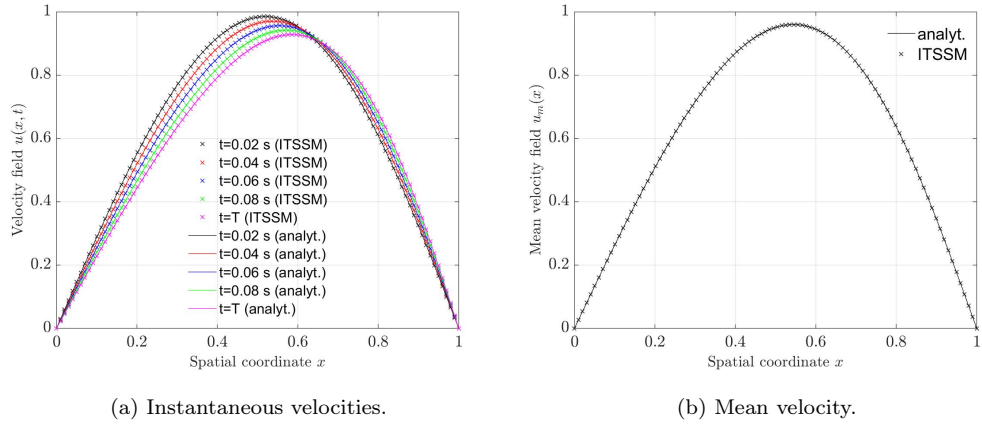 1
0.8
0.6
0.4
0.2
0
Velocity field u(x, t)
t=0.02 s (ITSSM)
t=0.04 s (ITSSM)
t=0.06 s (ITSSM)
t=0.08 s (ITSSM)
t=T (ITSSM)
t=0.02 s (analyt.)
t=0.04 s (analyt.)
t=0.06 s (analyt.)
t=0.08 s (analyt.)
t=T (analyt.)
0 0.2 0.4 0.6 0.8 1
Spatial coordinate x
(a) Instantaneous velocities.
1
0.8
0.6
0.4
0.2
0
Mean velocity field uₘ(x)
analyt.
ITSSM
0 0.2 0.4 0.6 0.8 1
Spatial coordinate x
(b) Mean velocity.